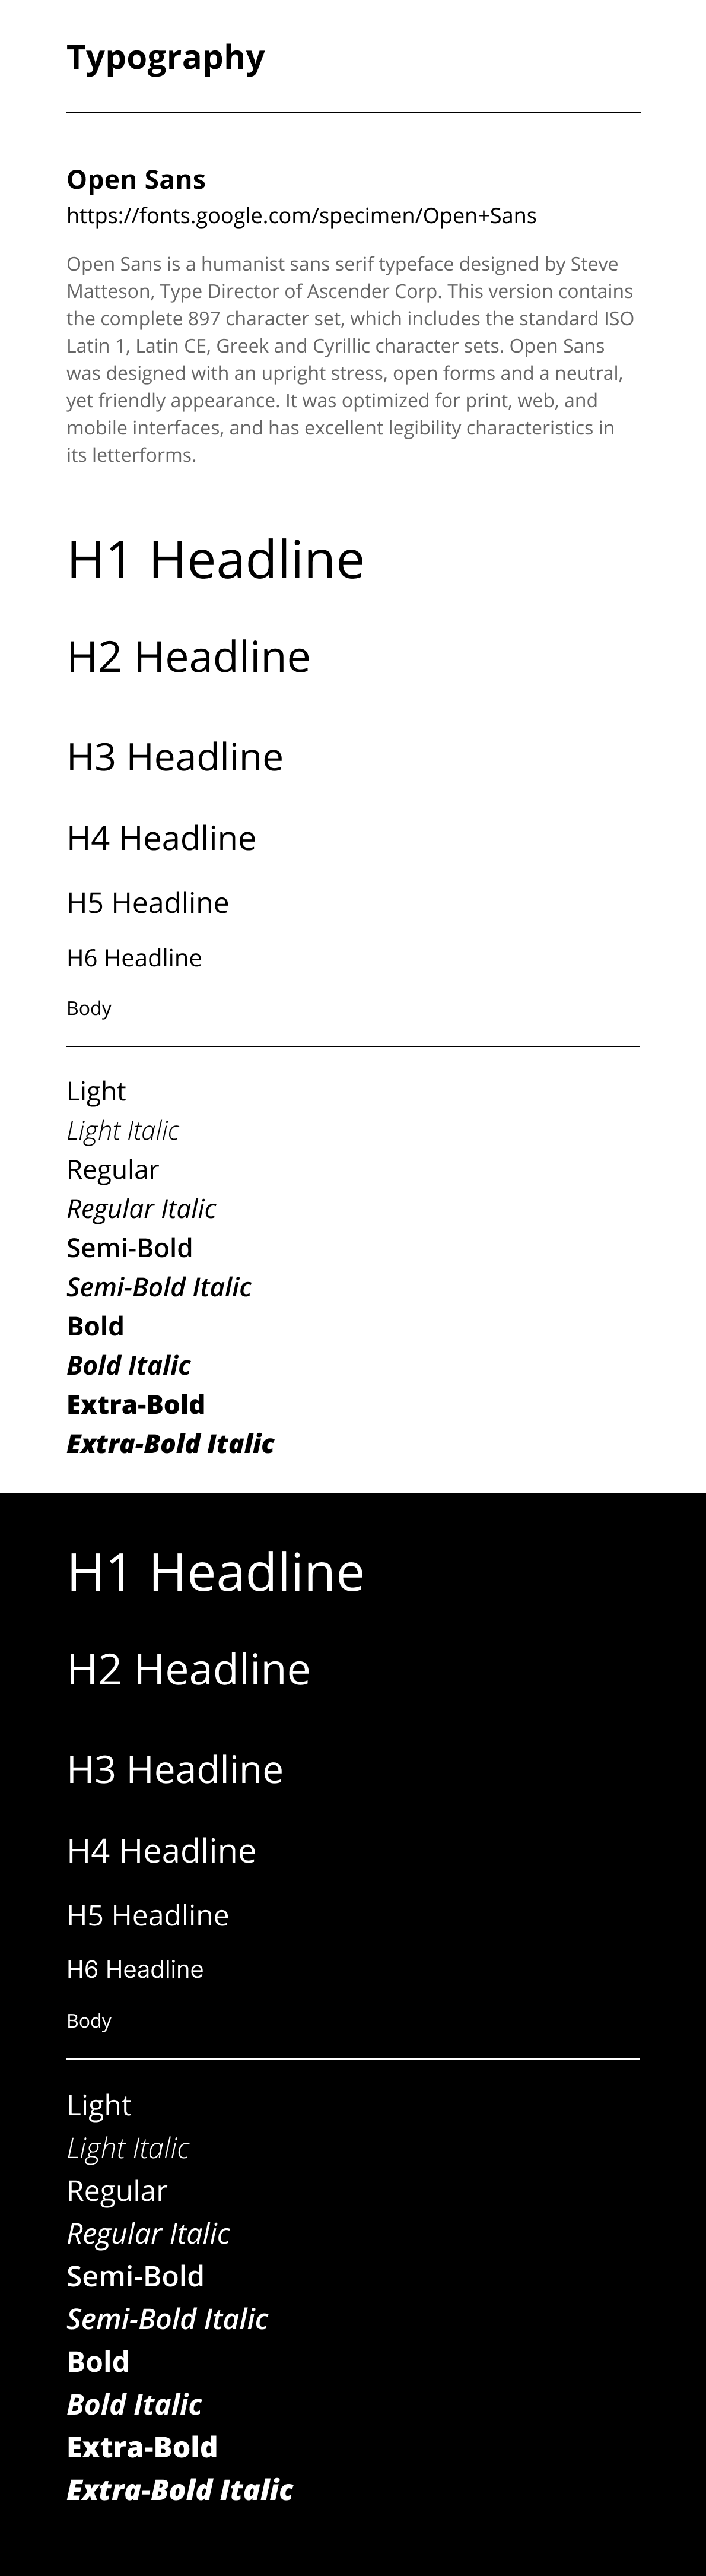 Typography
Open Sans
https://fonts.google.com/specimen/Open+Sans
Open Sans is a humanist sans serif typeface designed by Steve
Matteson, Type Director of Ascender Corp. This version contains
the complete 897 character set, which includes the standard ISO
Latin 1, Latin CE, Greek and Cyrillic character sets. Open Sans
was designed with an upright stress, open forms and a neutral,
yet friendly appearance. It was optimized for print, web, and
mobile interfaces, and has excellent legibility characteristics in
its letterforms.
H1 Headline
H2 Headline
H3 Headline
H4 Headline
H5 Headline
H6 Headline
Body
Light
Light Italic
Regular
Regular Italic
Semi-Bold
Semi-Bold Italic
Bold
Bold Italic
Extra-Bold
Extra-Bold Italic
H1 Headline
H2 Headline
H3 Headline
H4 Headline
H5 Headline
H6 Headline
Body
Light
Light Italic
Regular
Regular Italic
Semi-Bold
Semi-Bold Italic
Bold
Bold Italic
Extra-Bold
Extra-Bold Italic